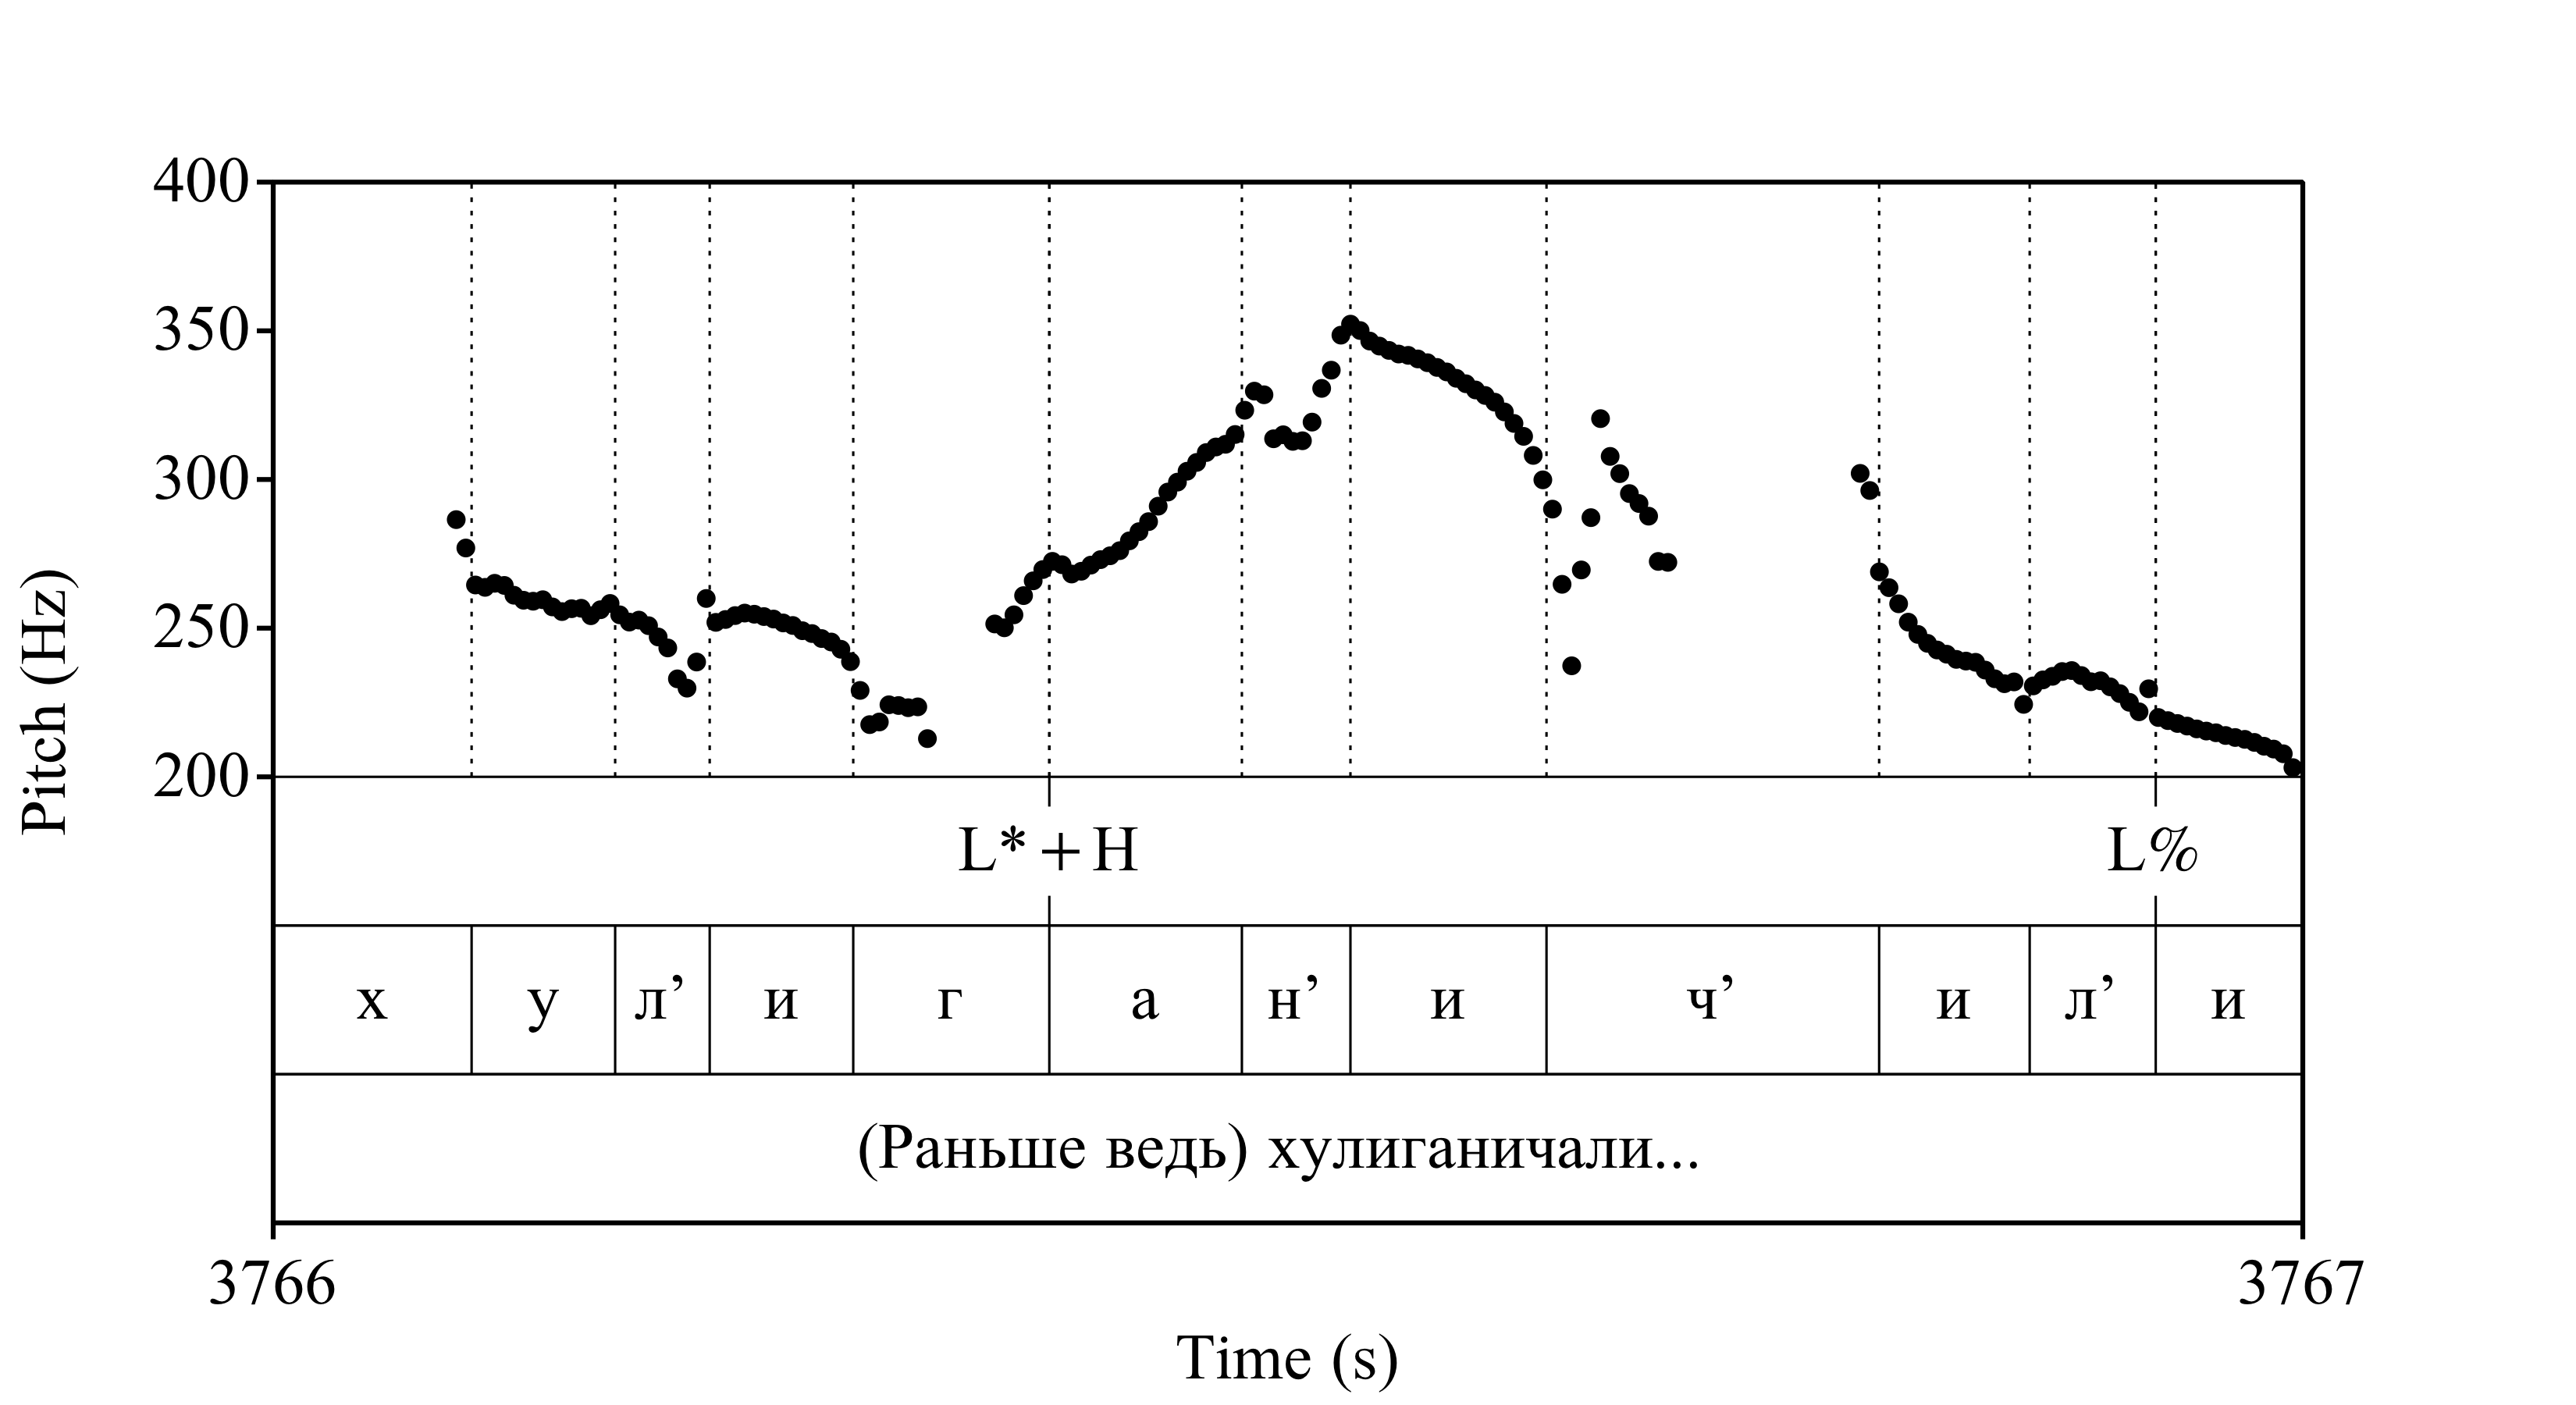 400
350
300
250
200
Pitch (Hz)
L*+H L%
х у л’ и г а н’ и ч’ и л’ и
(Раньше ведь) хулиганичали...
3766 3767
Time (s)